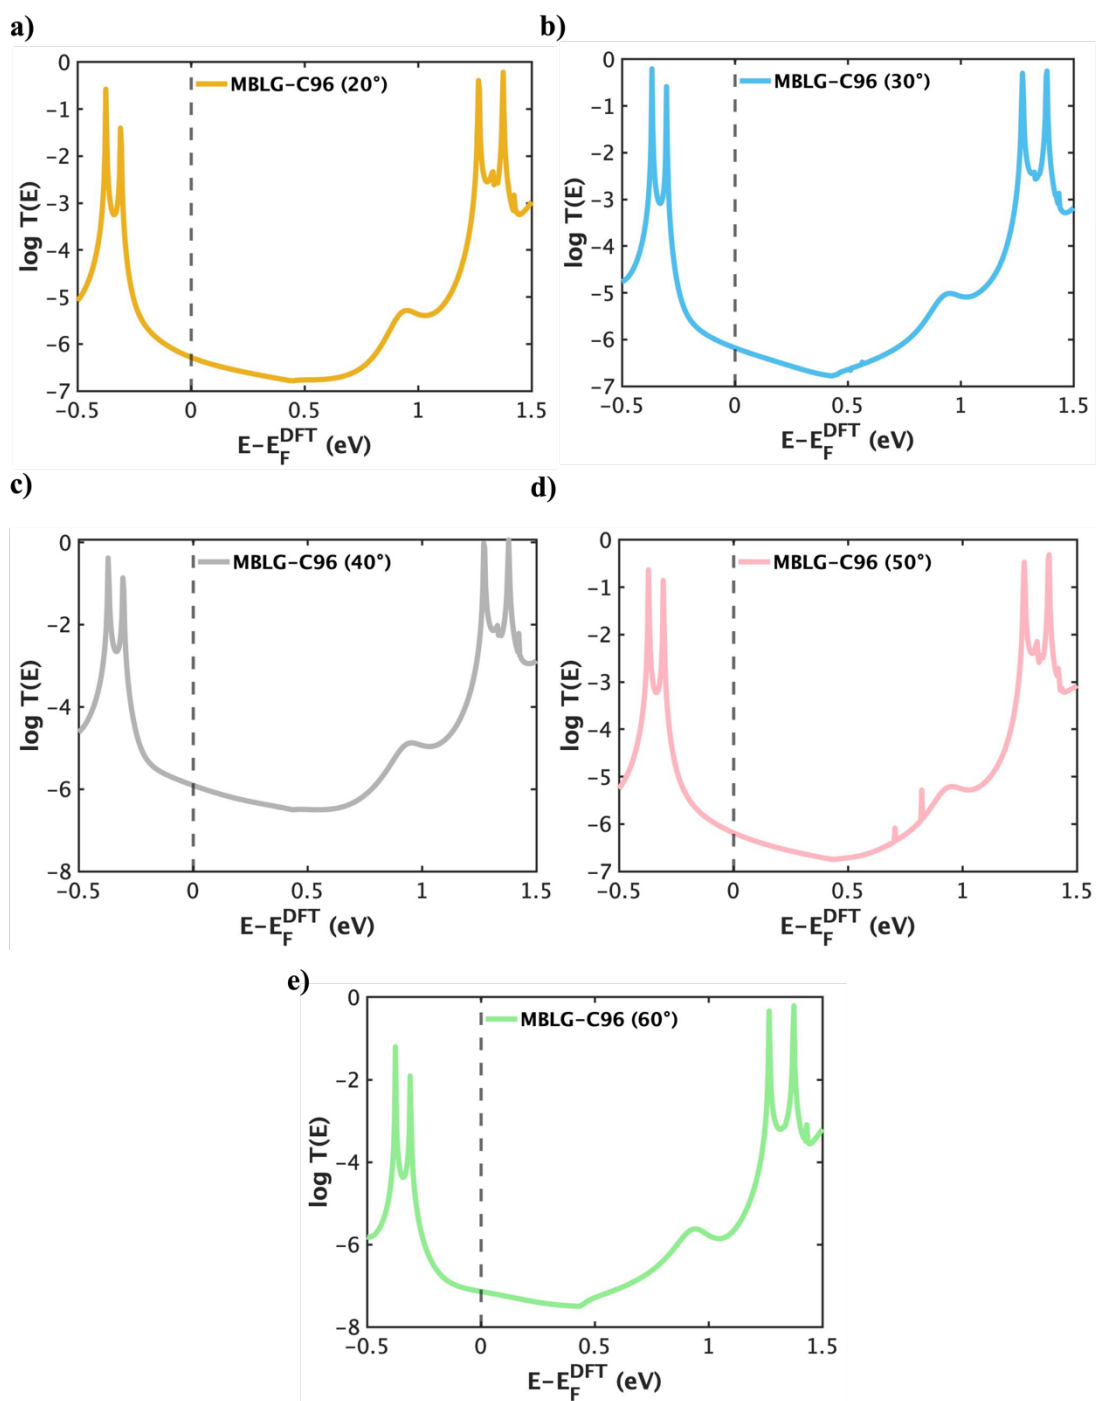 a)
0
−1
−2
−3
−4
−5
−6
−7
log T(E)
MBLG−C96 (20°)
−0.5 0 0.5 1 1.5
E−E_F^DFT (eV)
b)
0
−1
−2
−3
−4
−5
−6
−7
log T(E)
MBLG−C96 (30°)
−0.5 0 0.5 1 1.5
E−E_F^DFT (eV)
c)
0
−2
−4
−6
−8
log T(E)
MBLG−C96 (40°)
−0.5 0 0.5 1 1.5
E−E_F^DFT (eV)
d)
0
−1
−2
−3
−4
−5
−6
−7
log T(E)
MBLG−C96 (50°)
−0.5 0 0.5 1 1.5
E−E_F^DFT (eV)
e)
0
−2
−4
−6
−8
log T(E)
MBLG−C96 (60°)
−0.5 0 0.5 1 1.5
E−E_F^DFT (eV)